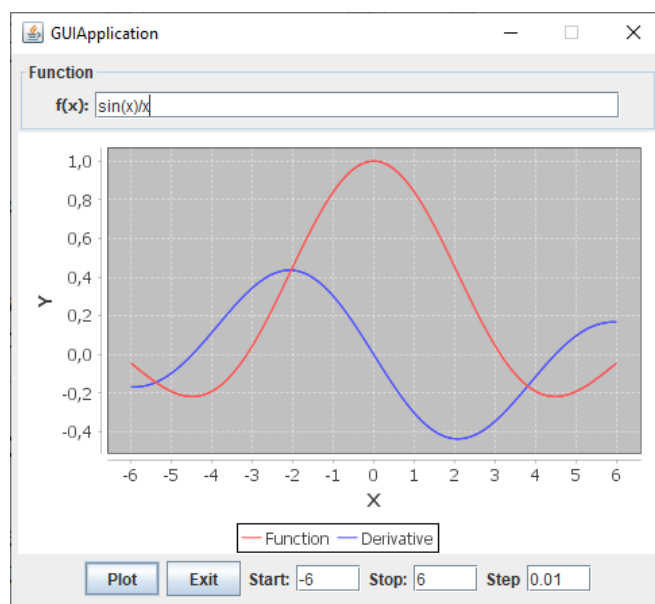 GUIApplication
Function
f(x): sin(x)/x
1,0
0,8
0,6
0,4
0,2
0,0
-0,2
-0,4
Y
-6 -5 -4 -3 -2 -1 0 1 2 3 4 5 6
X
Function Derivative
Plot Exit Start: -6 Stop: 6 Step 0.01